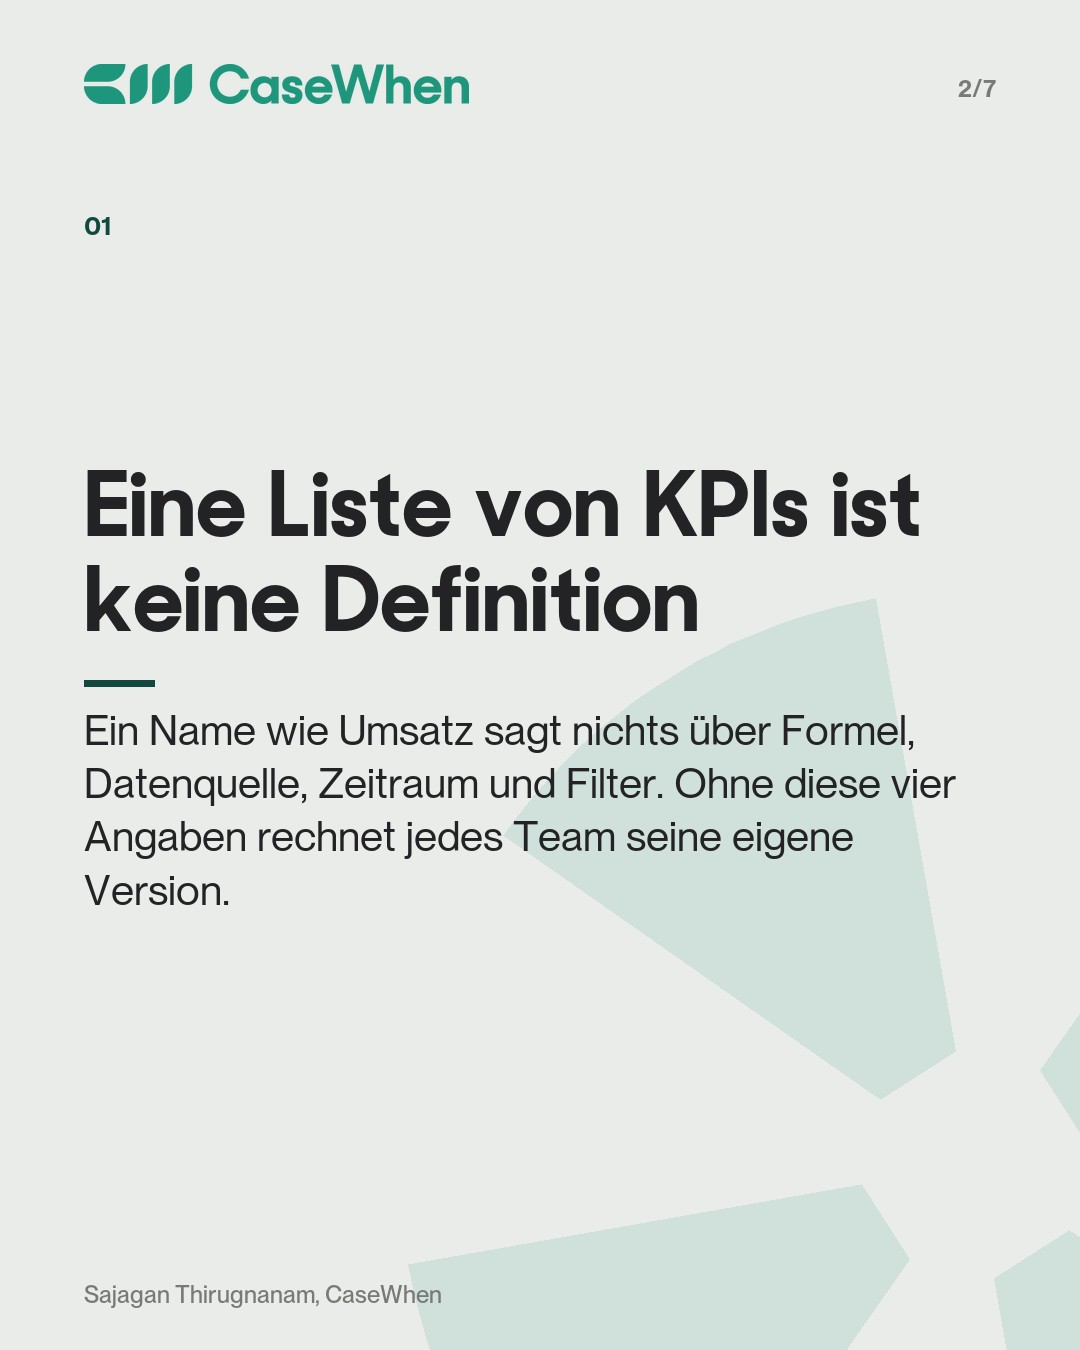 CaseWhen
2/7
01
Eine Liste von KPIs ist
keine Definition
Ein Name wie Umsatz sagt nichts über Formel,
Datenquelle, Zeitraum und Filter. Ohne diese vier
Angaben rechnet jedes Team seine eigene
Version.
Sajagan Thirugnanam, CaseWhen